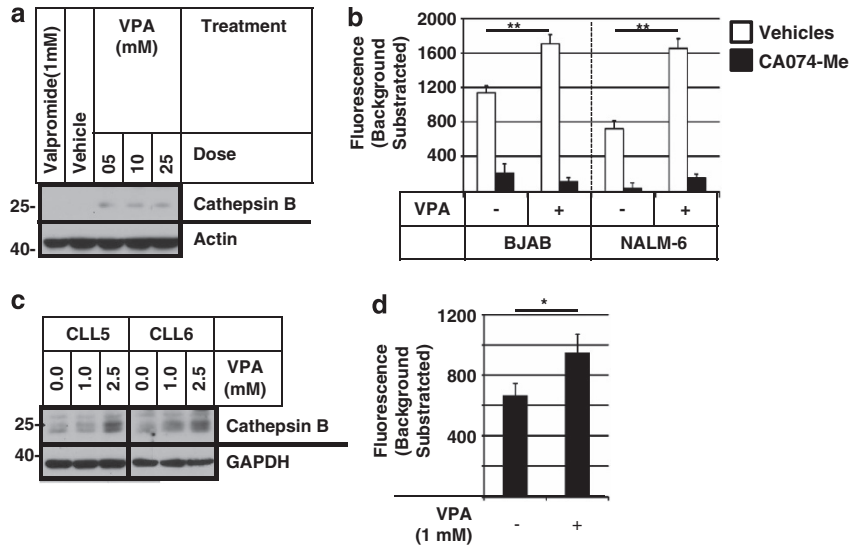 a
Valpromide(1mM)
Vehicle
VPA
(mM)
Treatment
05
10
25
Dose
25-
Cathepsin B
40-
Actin
b
Fluorescence
(Background
Substratcted)
2000
1600
1200
800
400
**
**
Vehicles
CA074-Me
VPA - + - +
BJAB NALM-6
c
CLL5 CLL6
0.0 1.0 2.5 0.0 1.0 2.5
VPA
(mM)
25-
Cathepsin B
40-
GAPDH
d
Fluorescence
(Background
Substratcted)
1200
800
400
*
VPA
(1 mM)
- +